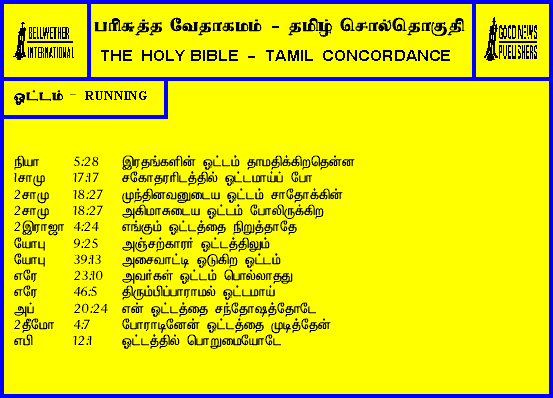 BELLWETHER INTERNATIONAL
பரிசுத்த வேதாகமம் - தமிழ் சொல்தொகுதி
THE HOLY BIBLE - TAMIL CONCORDANCE
GOOD NEWS PUBLISHERS
ஓட்டம் - RUNNING
நியா 5:28 இரதங்களின் ஓட்டம் தாமதிக்கிறதென்ன
1சாமு 17:17 சகோதரரிடத்தில் ஓட்டமாய்ப் போ
2சாமு 18:27 முந்தினவனுடைய ஓட்டம் சாதோக்கின்
2சாமு 18:27 அகிமாசுடைய ஓட்டம் போலிருக்கிற
2இராஜா 4:24 எங்கும் ஓட்டத்தை நிறுத்தாதே
யோபு 9:25 அஞ்சற்காரர் ஓட்டத்திலும்
யோபு 39:13 அசைவாட்டி ஓடுகிற ஓட்டம்
எரே 23:10 அவர்கள் ஓட்டம் பொல்லாதது
எரே 46:5 திரும்பிப்பாராமல் ஓட்டமாய்
அப் 20:24 என் ஓட்டத்தை சந்தோஷத்தோடே
2தீமோ 4:7 போராடினேன் ஓட்டத்தை முடித்தேன்
எபி 12:1 ஓட்டத்தில் பொறுமையோடே